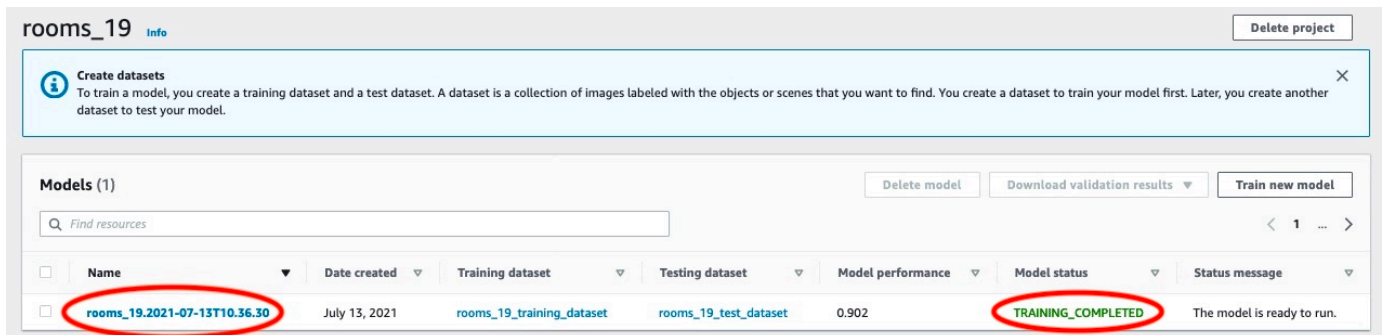 rooms_19 Info
Delete project
Create datasets
To train a model, you create a training dataset and a test dataset. A dataset is a collection of images labeled with the objects or scenes that you want to find. You create a dataset to train your model first. Later, you create another
dataset to test your model.
Models (1)
Delete model
Download validation results
Train new model
Find resources
1 ...
Name Date created Training dataset Testing dataset Model performance Model status Status message
rooms_19.2021-07-13T10.36.30 July 13, 2021 rooms_19_training_dataset rooms_19_test_dataset 0.902 TRAINING_COMPLETED The model is ready to run.